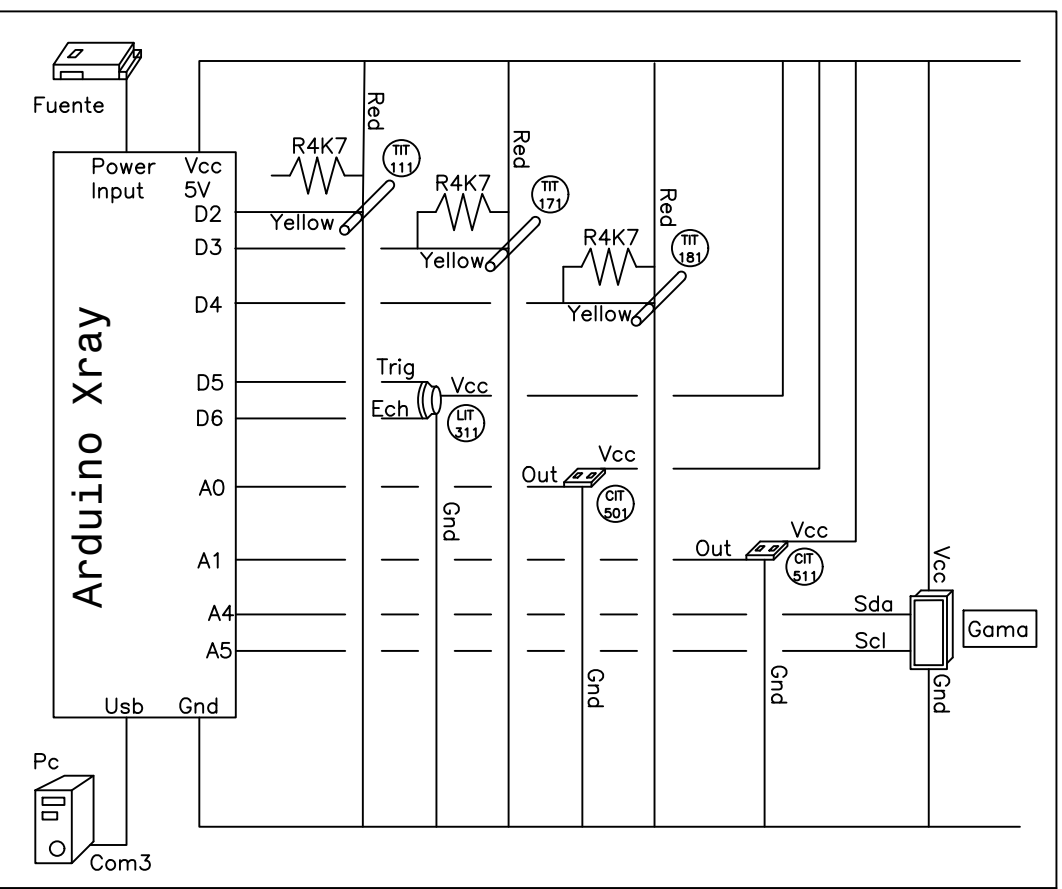 Fuente
Power
Input
Vcc
5V
D2
D3
D4
D5
D6
A0
A1
A4
A5
Usb
Gnd
Arduino Xray
Pc
Com3
R4K7
Red
TIT
111
Yellow
R4K7
Red
TIT
171
Yellow
R4K7
Red
TIT
181
Yellow
Trig
Ech
Vcc
LIT
311
Gnd
Out
Vcc
CIT
501
Gnd
Out
Vcc
CIT
511
Gnd
Sda
Scl
Vcc
Gama
Gnd